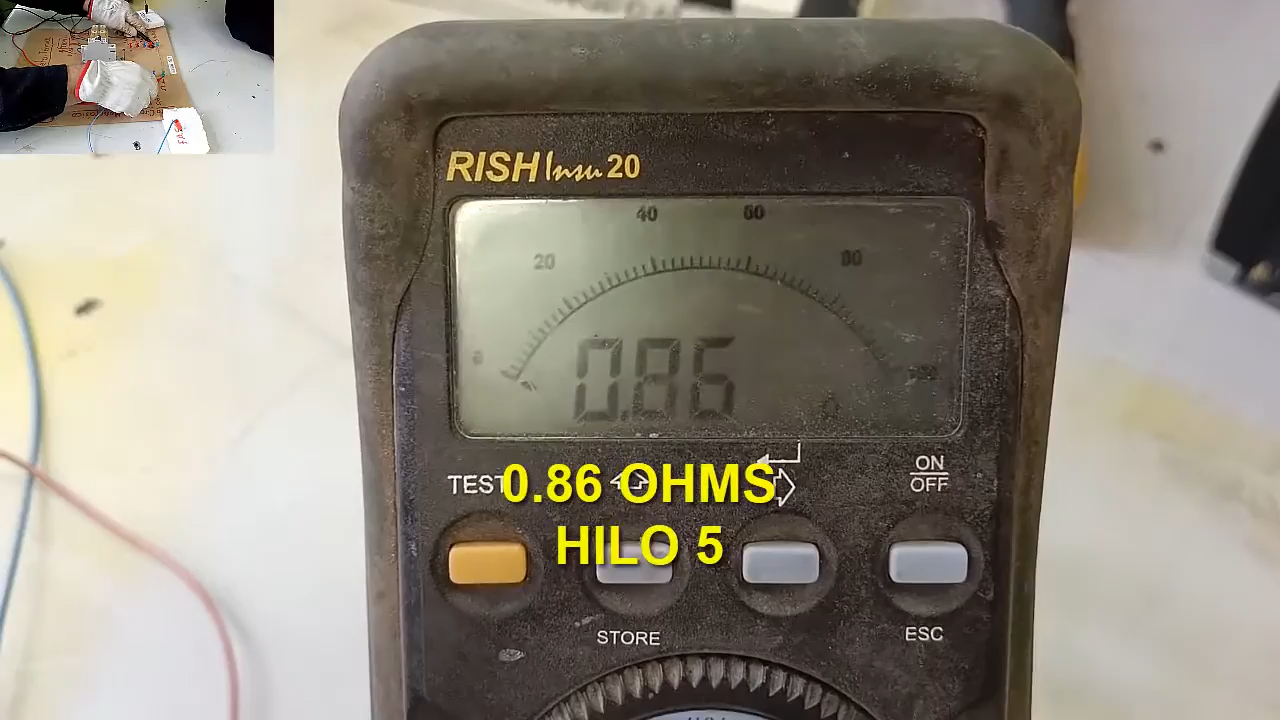 RISH Insu 20
20 40 60 80
0
0.86
TEST
ON
OFF
0.86 OHMS
HILO 5
STORE
ESC